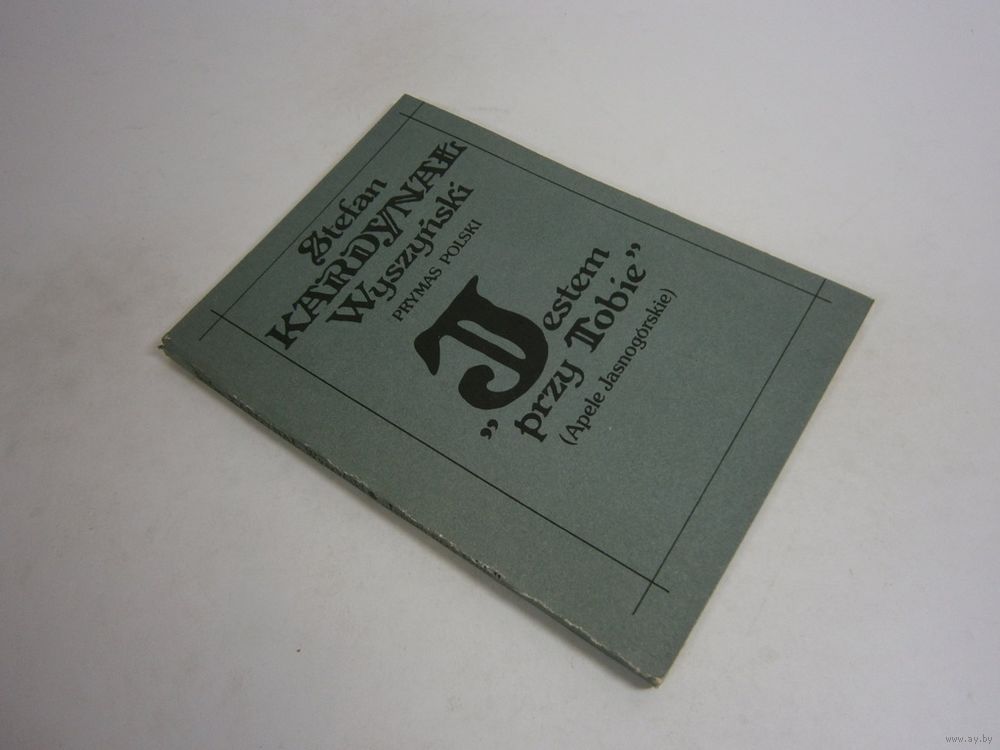 Stefan
KARDYNAŁ
Wyszyński
PRYMAS POLSKI
„Jestem
przy Tobie”
(Apele Jasnogórskie)
www.ay.by